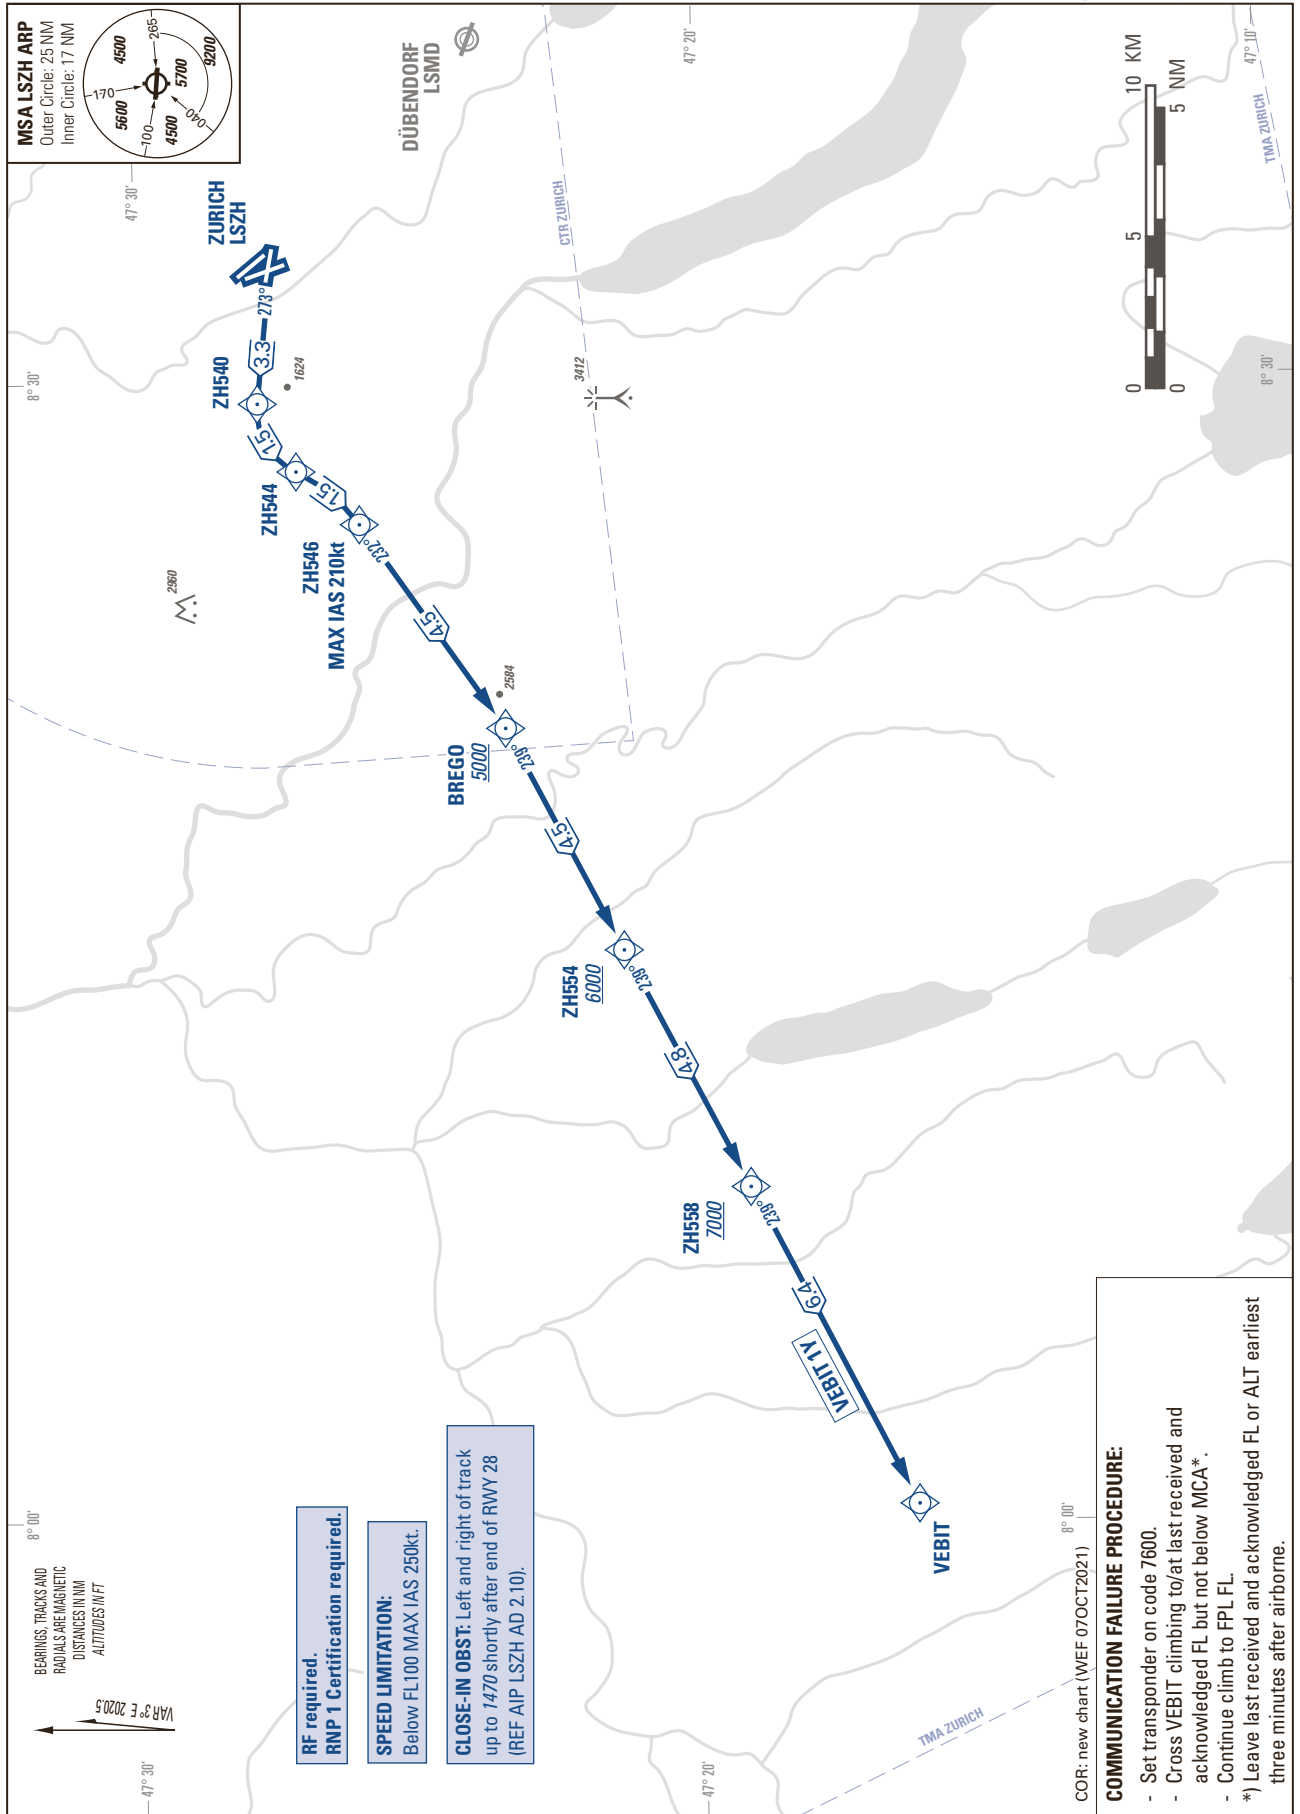 BEARINGS, TRACKS AND
RADIALS ARE MAGNETIC
DISTANCES IN NM
ALTITUDES IN FT
VAR 3° E 2020.5
8° 00'
8° 30'
MSA LSZH ARP
Outer Circle: 25 NM
Inner Circle: 17 NM
170
265
100
040
5600
4500
4500
5700
9200
47° 30'
47° 30'
RF required.
RNP 1 Certification required.
SPEED LIMITATION:
Below FL100 MAX IAS 250kt.
CLOSE-IN OBST: Left and right of track
up to 1470 shortly after end of RWY 28
(REF AIP LSZH AD 2.10).
2960
ZURICH
LSZH
273°
3.3
ZH540
1624
1.5
ZH544
1.5
ZH546
MAX IAS 210kt
232°
4.5
2584
BREGO
5000
239°
4.5
ZH554
6000
239°
4.8
ZH558
7000
239°
6.4
VEBIT 1Y
VEBIT
DÜBENDORF
LSMD
CTR ZURICH
3412
47° 20'
47° 20'
TMA ZURICH
TMA ZURICH
47° 10'
8° 00'
8° 30'
0
5
10 KM
0
5 NM
COR: new chart (WEF 07OCT2021)
COMMUNICATION FAILURE PROCEDURE:
- Set transponder on code 7600.
- Cross VEBIT climbing to/at last received and
acknowledged FL but not below MCA*.
- Continue climb to FPL FL.
*) Leave last received and acknowledged FL or ALT earliest
three minutes after airborne.